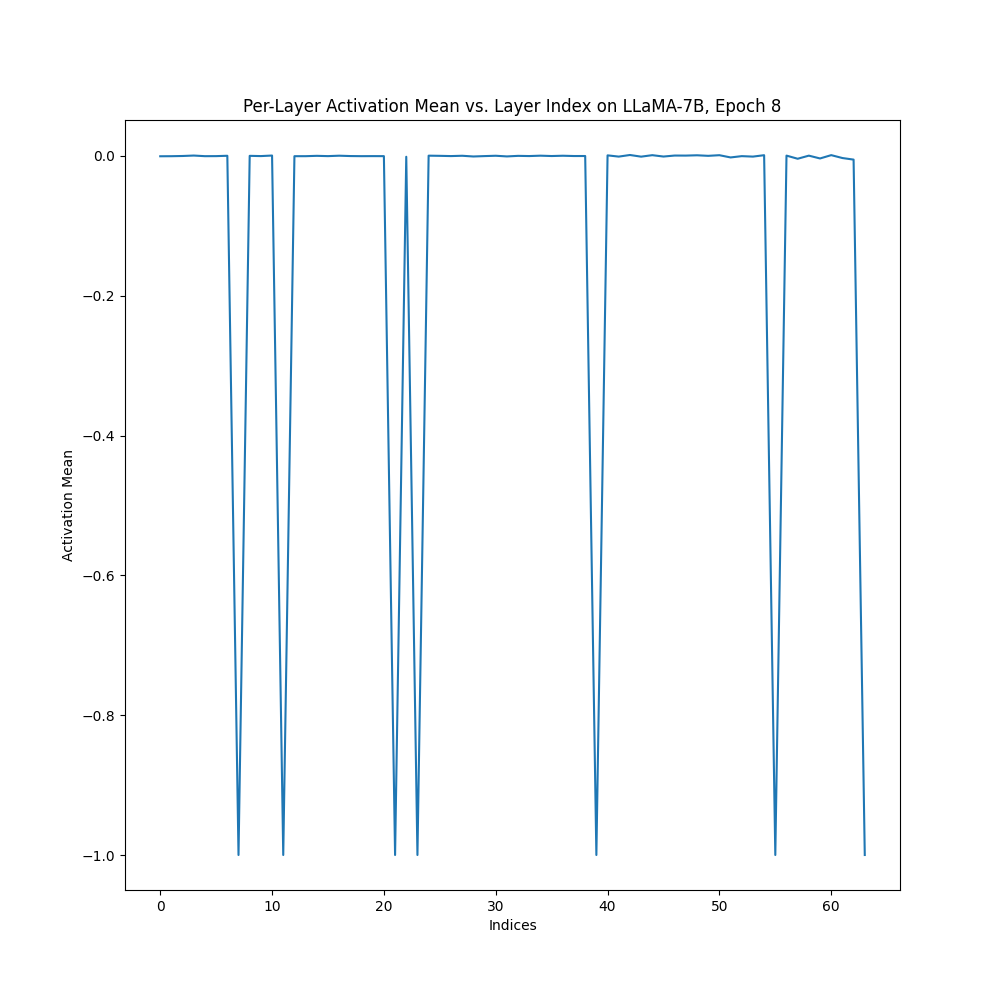 Per-Layer Activation Mean vs. Layer Index on LLaMA-7B, Epoch 8
Activation Mean
0.0
−0.2
−0.4
−0.6
−0.8
−1.0
0 10 20 30 40 50 60
Indices